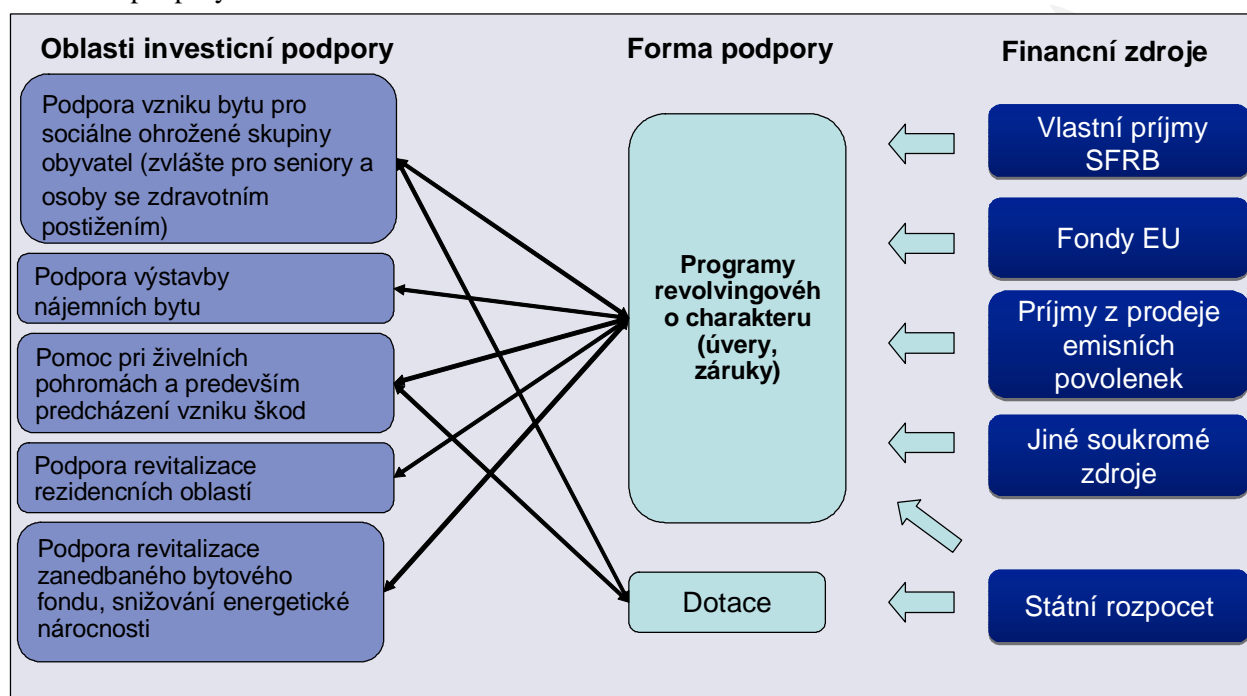 Oblasti investicní podpory
Podpora vzniku bytu pro
sociálne ohrožené skupiny
obyvatel (zvlášte pro seniory a
osoby se zdravotním
postižením)
Podpora výstavby
nájemních bytu
Pomoc pri živelních
pohromách a predevším
predcházení vzniku škod
Podpora revitalizace
rezidencních oblastí
Podpora revitalizace
zanedbaného bytového
fondu, snižování energetické
nárocnosti
Forma podpory
Programy
revolvingovéh
o charakteru
(úvery,
záruky)
Dotace
Financní zdroje
Vlastní príjmy
SFRB
Fondy EU
Príjmy z prodeje
emisních
povolenek
Jiné soukromé
zdroje
Státní rozpocet